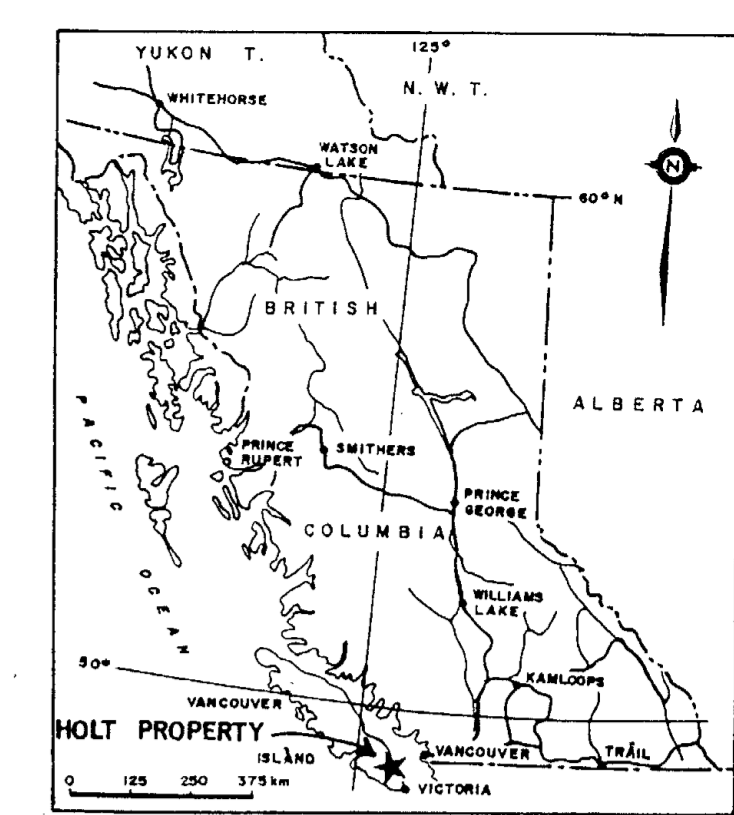 YUKON T.
125°
N. W. T.
WHITEHORSE
WATSON
LAKE
N
60° N
BRITISH
ALBERTA
PACIFIC
PRINCE
RUPERT
SMITHERS
PRINCE
GEORGE
COLUMBIA
OCEAN
WILLIAMS
LAKE
50°
KAMLOOPS
VANCOUVER
HOLT PROPERTY
ISLAND
VANCOUVER
TRAIL
VICTORIA
0 125 250 375 km